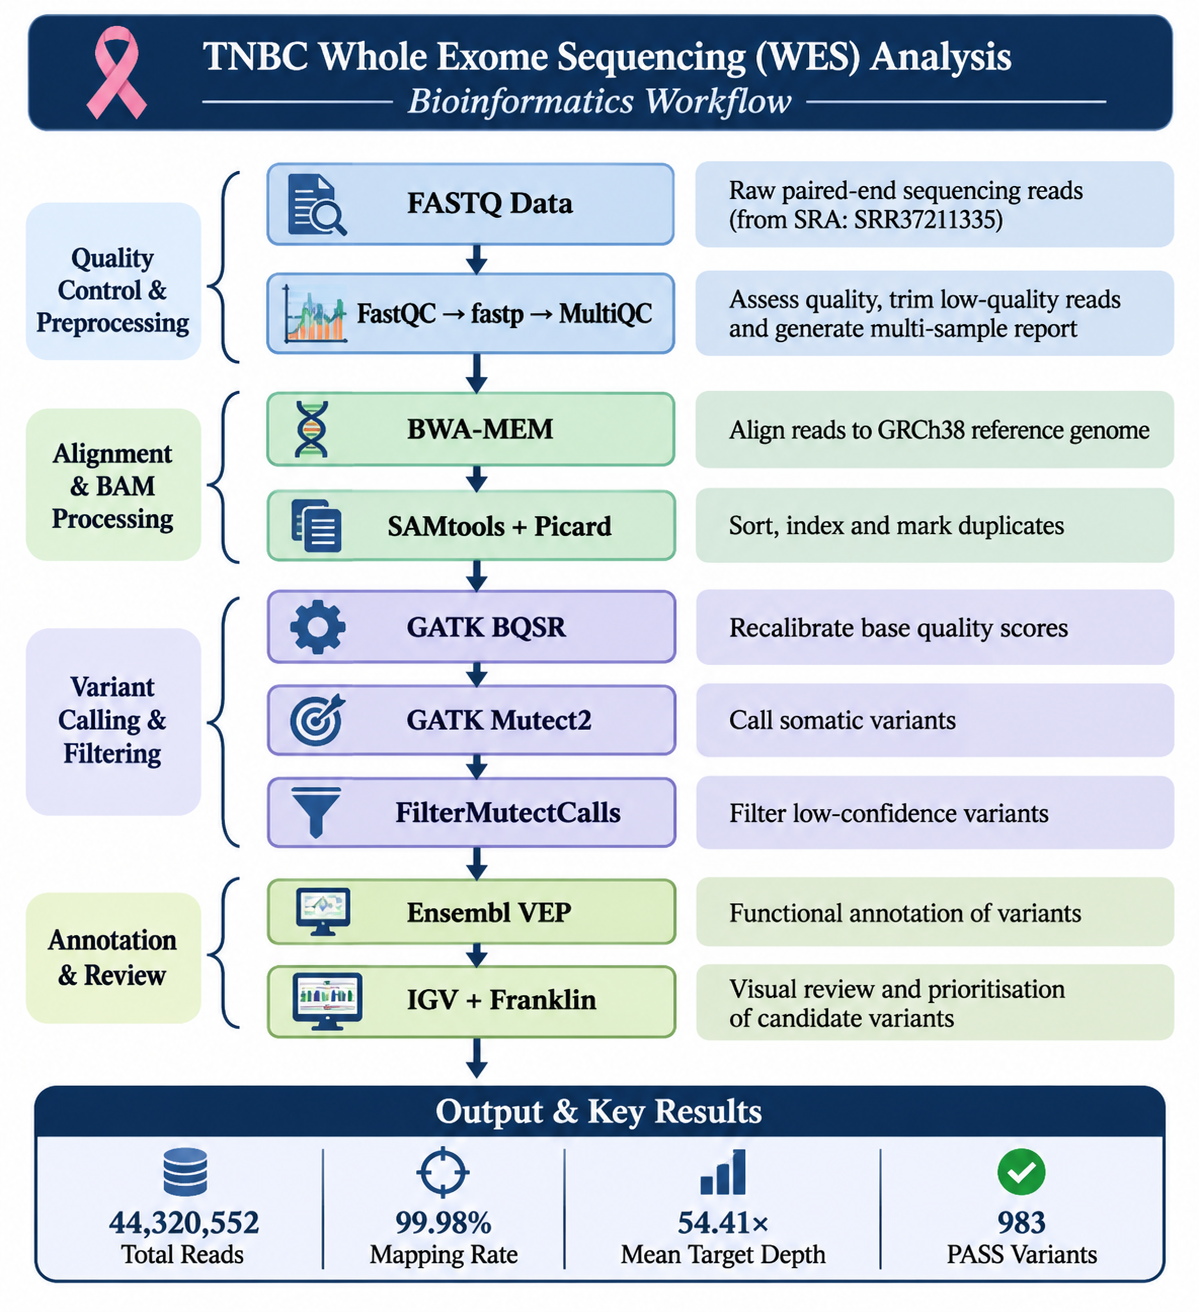 TNBC Whole Exome Sequencing (WES) Analysis
Bioinformatics Workflow
Quality
Control &
Preprocessing
FASTQ Data
Raw paired-end sequencing reads
(from SRA: SRR37211335)
FastQC → fastp → MultiQC
Assess quality, trim low-quality reads
and generate multi-sample report
Alignment
& BAM
Processing
BWA-MEM
Align reads to GRCh38 reference genome
SAMtools + Picard
Sort, index and mark duplicates
Variant
Calling &
Filtering
GATK BQSR
Recalibrate base quality scores
GATK Mutect2
Call somatic variants
FilterMutectCalls
Filter low-confidence variants
Annotation
& Review
Ensembl VEP
Functional annotation of variants
IGV + Franklin
Visual review and prioritisation
of candidate variants
Output & Key Results
44,320,552
Total Reads
99.98%
Mapping Rate
54.41×
Mean Target Depth
983
PASS Variants